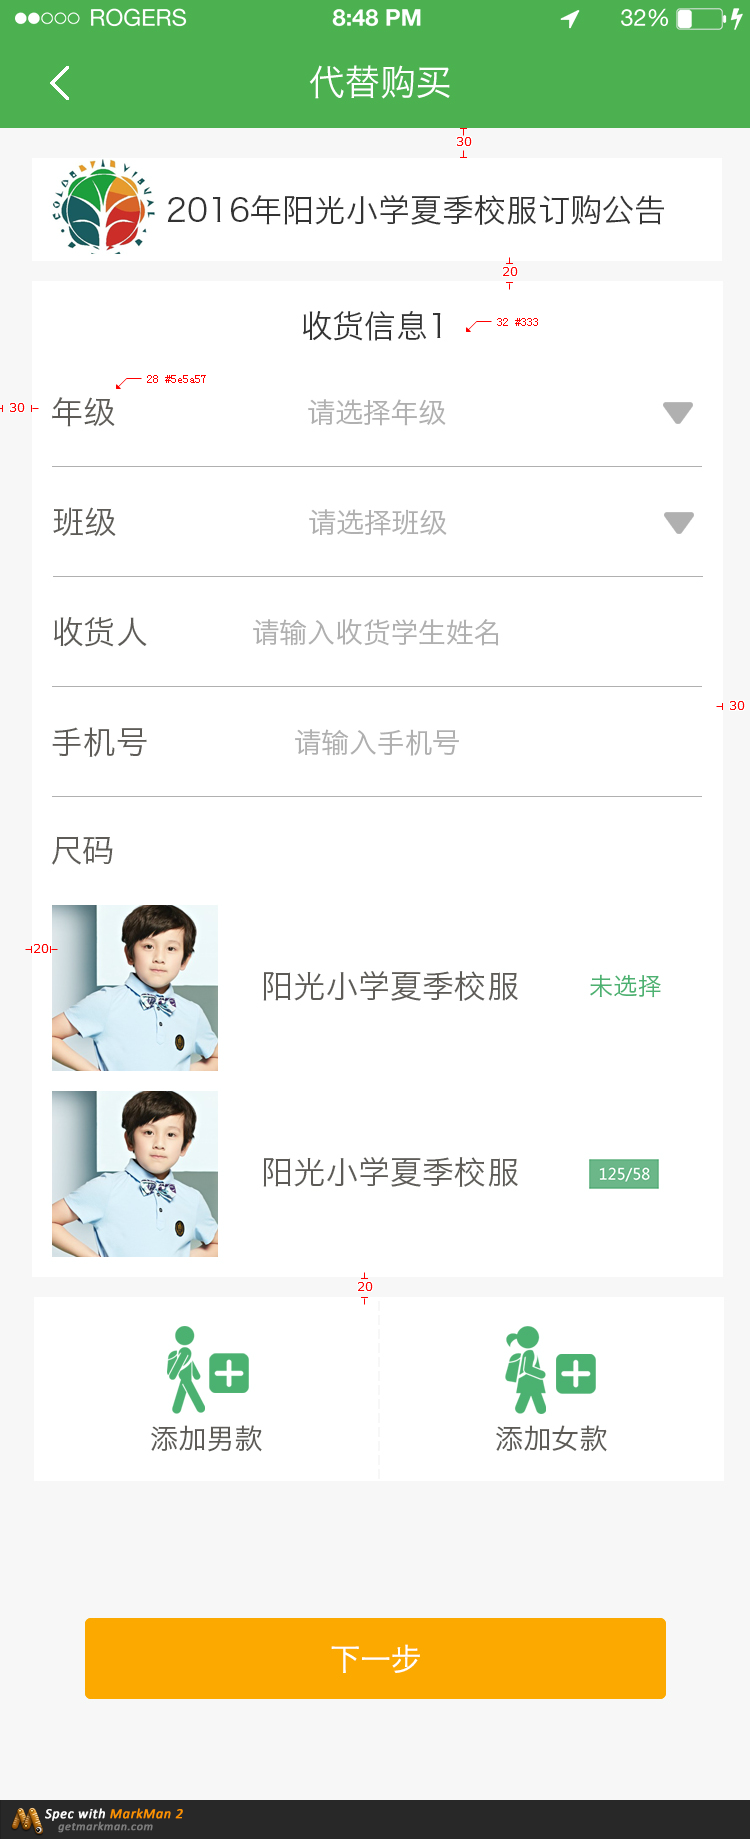 ROGERS 8:48 PM 32%
代替购买
30
2016年阳光小学夏季校服订购公告
20
收货信息1
32 #333
28 #5e5a57
30
年级 请选择年级
班级 请选择班级
收货人 请输入收货学生姓名
30
手机号 请输入手机号
尺码
20
阳光小学夏季校服 未选择
阳光小学夏季校服 125/58
20
添加男款 添加女款
下一步
Spec with MarkMan 2
getmarkman.com